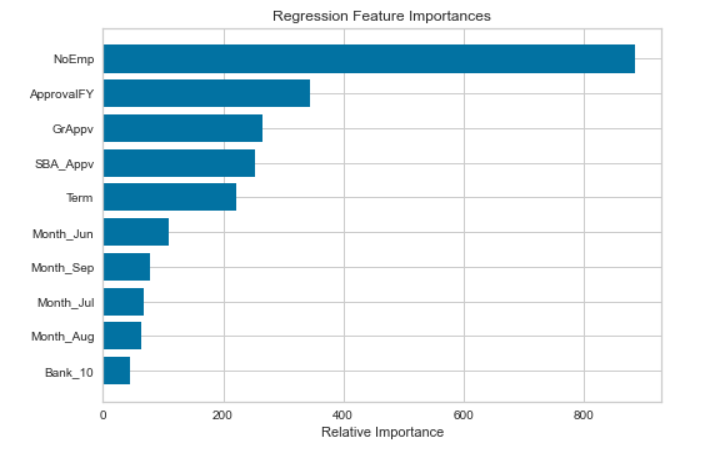 Regression Feature Importances
NoEmp
ApprovalFY
GrAppv
SBA_Appv
Term
Month_Jun
Month_Sep
Month_Jul
Month_Aug
Bank_10
0 200 400 600 800
Relative Importance